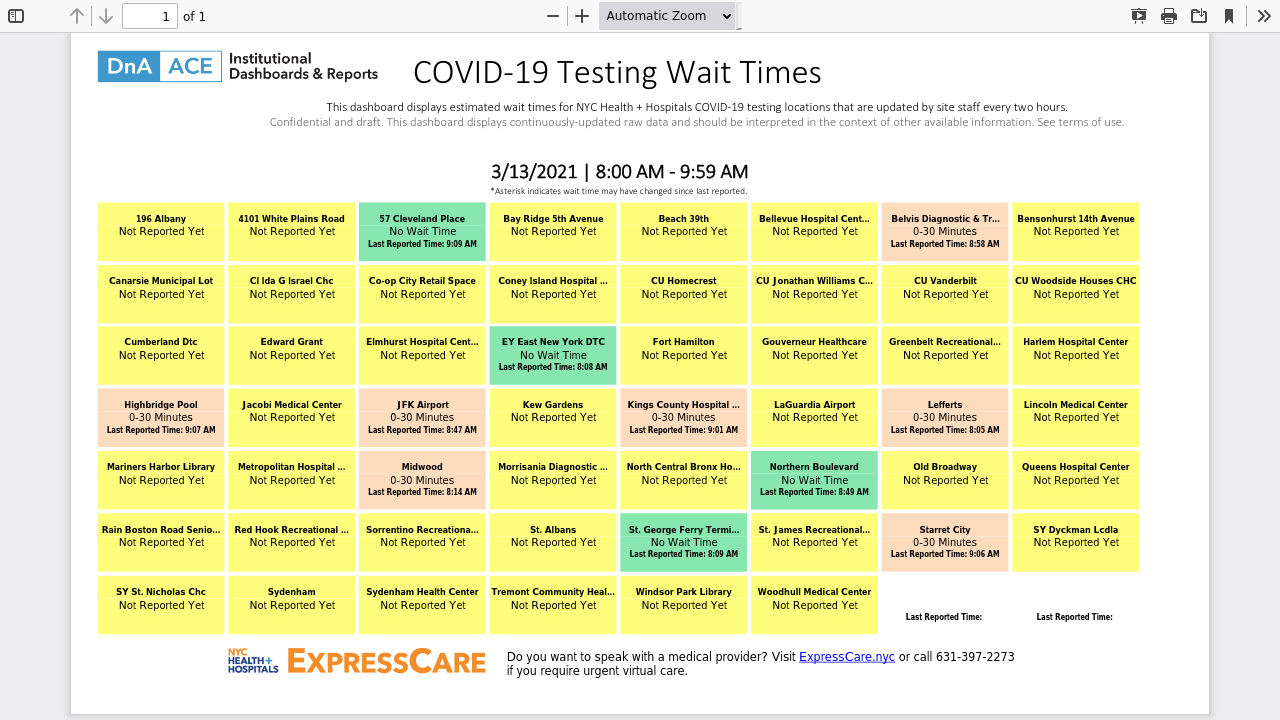 1 of 1
Automatic Zoom
DnA ACE Institutional
Dashboards & Reports
COVID-19 Testing Wait Times
This dashboard displays estimated wait times for NYC Health + Hospitals COVID-19 testing locations that are updated by site staff every two hours.
Confidential and draft. This dashboard displays continuously-updated raw data and should be interpreted in the context of other available information. See terms of use.
3/13/2021 | 8:00 AM - 9:59 AM
*Asterisk indicates wait time may have changed since last reported.
196 Albany
Not Reported Yet
4101 White Plains Road
Not Reported Yet
57 Cleveland Place
No Wait Time
Last Reported Time: 9:09 AM
Bay Ridge 5th Avenue
Not Reported Yet
Beach 39th
Not Reported Yet
Bellevue Hospital Cent...
Not Reported Yet
Belvis Diagnostic & Tr...
0-30 Minutes
Last Reported Time: 8:58 AM
Bensonhurst 14th Avenue
Not Reported Yet
Canarsie Municipal Lot
Not Reported Yet
Cl Ida G Israel Chc
Not Reported Yet
Co-op City Retail Space
Not Reported Yet
Coney Island Hospital ...
Not Reported Yet
CU Homecrest
Not Reported Yet
CU Jonathan Williams C...
Not Reported Yet
CU Vanderbilt
Not Reported Yet
CU Woodside Houses CHC
Not Reported Yet
Cumberland Dtc
Not Reported Yet
Edward Grant
Not Reported Yet
Elmhurst Hospital Cent...
Not Reported Yet
EY East New York DTC
No Wait Time
Last Reported Time: 8:08 AM
Fort Hamilton
Not Reported Yet
Gouverneur Healthcare
Not Reported Yet
Greenbelt Recreational...
Not Reported Yet
Harlem Hospital Center
Not Reported Yet
Highbridge Pool
0-30 Minutes
Last Reported Time: 9:07 AM
Jacobi Medical Center
Not Reported Yet
JFK Airport
0-30 Minutes
Last Reported Time: 8:47 AM
Kew Gardens
Not Reported Yet
Kings County Hospital ...
0-30 Minutes
Last Reported Time: 9:01 AM
LaGuardia Airport
Not Reported Yet
Lefferts
0-30 Minutes
Last Reported Time: 8:05 AM
Lincoln Medical Center
Not Reported Yet
Mariners Harbor Library
Not Reported Yet
Metropolitan Hospital ...
Not Reported Yet
Midwood
0-30 Minutes
Last Reported Time: 8:14 AM
Morrisania Diagnostic ...
Not Reported Yet
North Central Bronx Ho...
Not Reported Yet
Northern Boulevard
No Wait Time
Last Reported Time: 8:49 AM
Old Broadway
Not Reported Yet
Queens Hospital Center
Not Reported Yet
Rain Boston Road Senio...
Not Reported Yet
Red Hook Recreational ...
Not Reported Yet
Sorrentino Recreationa...
Not Reported Yet
St. Albans
Not Reported Yet
St. George Ferry Termi...
No Wait Time
Last Reported Time: 8:09 AM
St. James Recreational...
Not Reported Yet
Starret City
0-30 Minutes
Last Reported Time: 9:06 AM
SY Dyckman Lcdla
Not Reported Yet
SY St. Nicholas Chc
Not Reported Yet
Sydenham
Not Reported Yet
Sydenham Health Center
Not Reported Yet
Tremont Community Heal...
Not Reported Yet
Windsor Park Library
Not Reported Yet
Woodhull Medical Center
Not Reported Yet
Last Reported Time:
Last Reported Time:
NYC
HEALTH+
HOSPITALS
EXPRESSCARE
Do you want to speak with a medical provider? Visit ExpressCare.nyc or call 631-397-2273
if you require urgent virtual care.